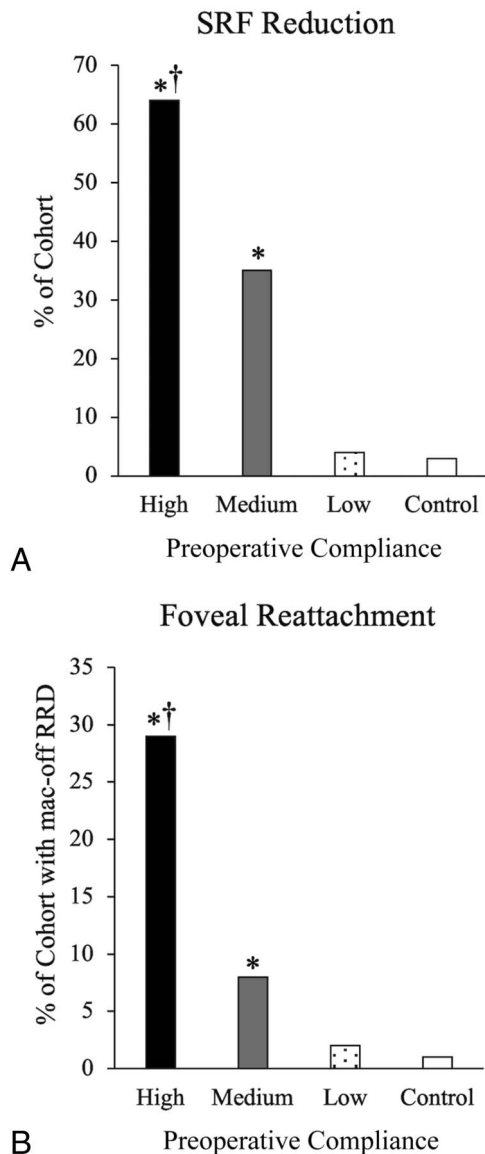 SRF Reduction
70
60
50
40
30
20
10
0
% of Cohort
*†
*
High Medium Low Control
Preoperative Compliance
A
Foveal Reattachment
35
30
25
20
15
10
5
0
% of Cohort with mac-off RRD
*†
*
High Medium Low Control
Preoperative Compliance
B